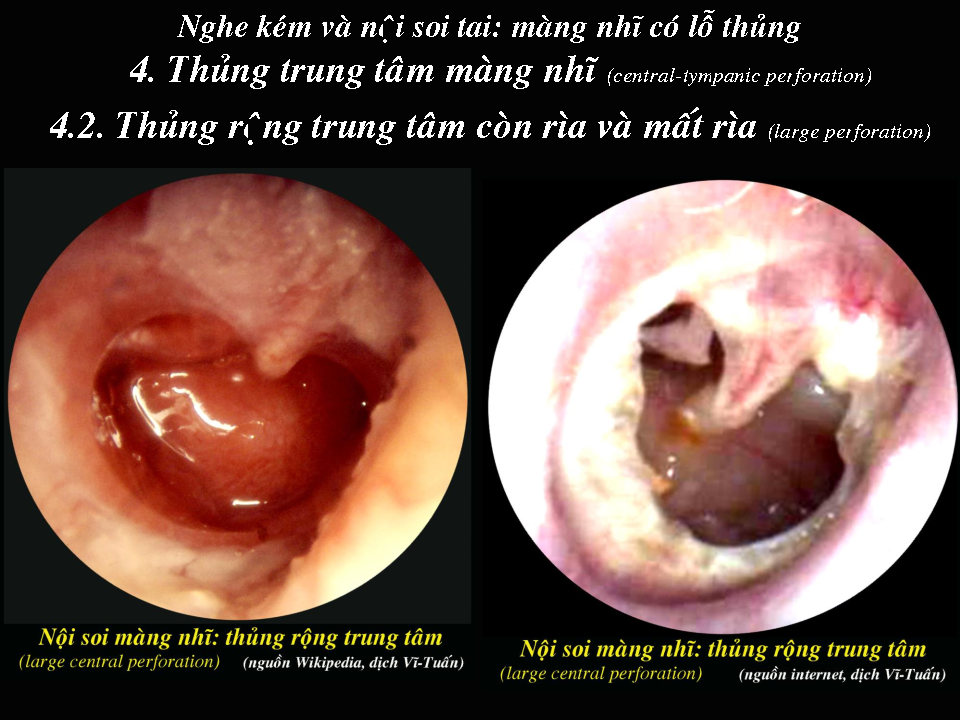 Nghe kém và nội soi tai: màng nhĩ có lỗ thủng
4. Thủng trung tâm màng nhĩ (central-tympanic perforation)
4.2. Thủng rộng trung tâm còn rìa và mất rìa (large perforation)
Nội soi màng nhĩ: thủng rộng trung tâm
(large central perforation) (nguồn Wikipedia, dịch Vĩ-Tuấn)
Nội soi màng nhĩ: thủng rộng trung tâm
(large central perforation) (nguồn internet, dịch Vĩ-Tuấn)